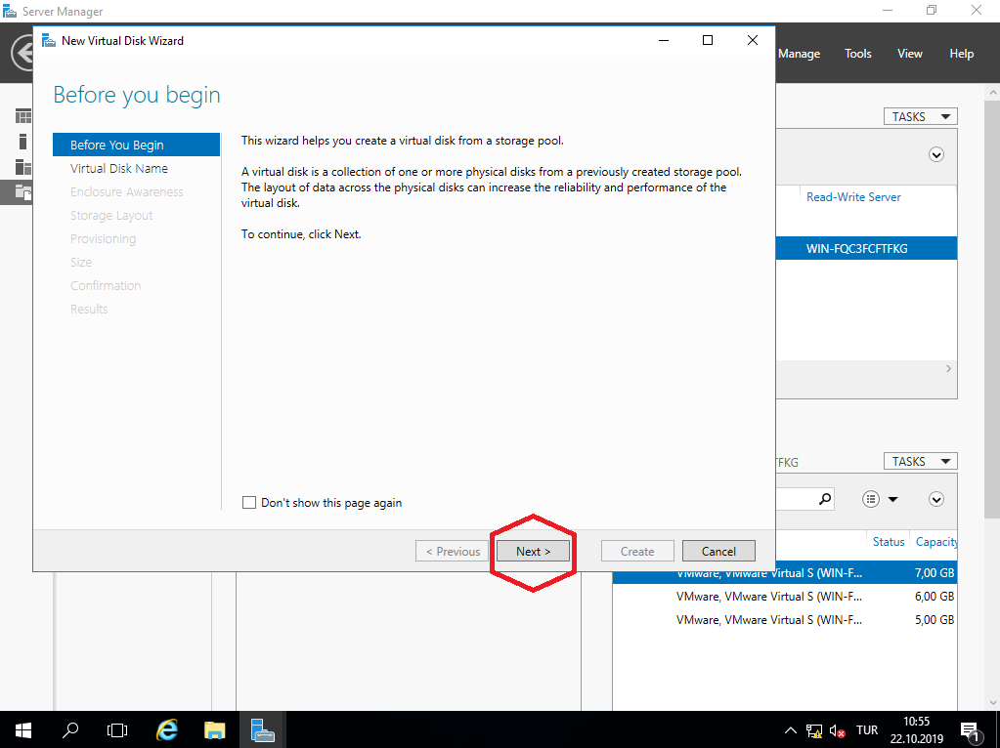 Server Manager
New Virtual Disk Wizard
Manage
Tools
View
Help
Before you begin
TASKS
Before You Begin
Virtual Disk Name
Enclosure Awareness
Storage Layout
Provisioning
Size
Confirmation
Results
This wizard helps you create a virtual disk from a storage pool.
A virtual disk is a collection of one or more physical disks from a previously created storage pool.
The layout of data across the physical disks can increase the reliability and performance of the
virtual disk.
To continue, click Next.
Read-Write Server
WIN-FQC3FCFTFKG
Don't show this page again
TFKG
TASKS
< Previous
Next >
Create
Cancel
Status
Capacity
VMware, VMware Virtual S (WIN-F...
7,00 GB
VMware, VMware Virtual S (WIN-F...
6,00 GB
VMware, VMware Virtual S (WIN-F...
5,00 GB
TUR
10:55
22.10.2019
1